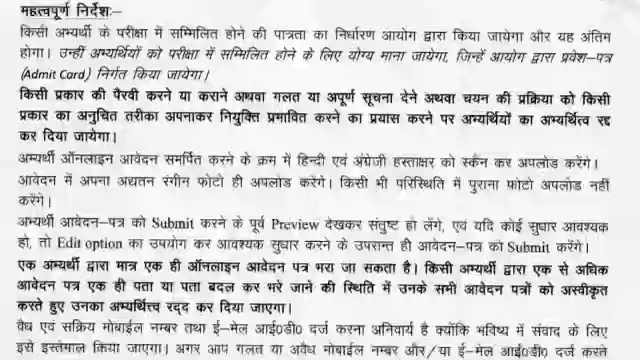 महत्वपूर्ण निर्देशः–
किसी अभ्यर्थी के परीक्षा में सम्मिलित होने की पात्रता का निर्धारण आयोग द्वारा किया जायेगा और यह अंतिम
होगा। उन्हीं अभ्यर्थियों को परीक्षा में सम्मिलित होने के लिए योग्य माना जायेगा, जिन्हें आयोग द्वारा प्रवेश–पत्र
(Admit Card) निर्गत किया जायेगा।
किसी प्रकार की पैरवी करने या कराने अथवा गलत या अपूर्ण सूचना देने अथवा चयन की प्रक्रिया को किसी
प्रकार का अनुचित तरीका अपनाकर नियुक्ति प्रभावित करने का प्रयास करने पर अभ्यर्थियों का अभ्यर्थित्व रद्द
कर दिया जायेगा।
अभ्यर्थी ऑनलाइन आवेदन समर्पित करने के क्रम में हिन्दी एवं अंग्रेजी हस्ताक्षर को स्कैन कर अपलोड करेंगे।
आवेदन में अपना अद्यतन रंगीन फोटो ही अपलोड करेंगे। किसी भी परिस्थिति में पुराना फोटो अपलोड नहीं
करेंगे।
अभ्यर्थी आवेदन–पत्र को Submit करने के पूर्व Preview देखकर संतुष्ट हो लेंगे, एवं यदि कोई सुधार आवश्यक
हो, तो Edit option का उपयोग कर आवश्यक सुधार करने के उपरान्त ही आवेदन–पत्र को Submit करेंगे।
एक अभ्यर्थी द्वारा मात्र एक ही ऑनलाइन आवेदन पत्र भरा जा सकता है। किसी अभ्यर्थी द्वारा एक से अधिक
आवेदन पत्र एक ही पता या पता बदल कर भरे जाने की स्थिति में उनके सभी आवेदन पत्रों को अस्वीकृत
करते हुए उनका अभ्यर्थित्व रद्द कर दिया जाएगा।
वैध एवं सक्रिय मोबाईल नम्बर तथा ई–मेल आई0डी0 दर्ज करना अनिवार्य है क्योंकि भविष्य में संवाद के लिए
इसे इस्तेमाल किया जाएगा। अगर आप गलत या अवैध मोबाईल नम्बर और/या ई–मेल आई0डी0 दर्ज करते